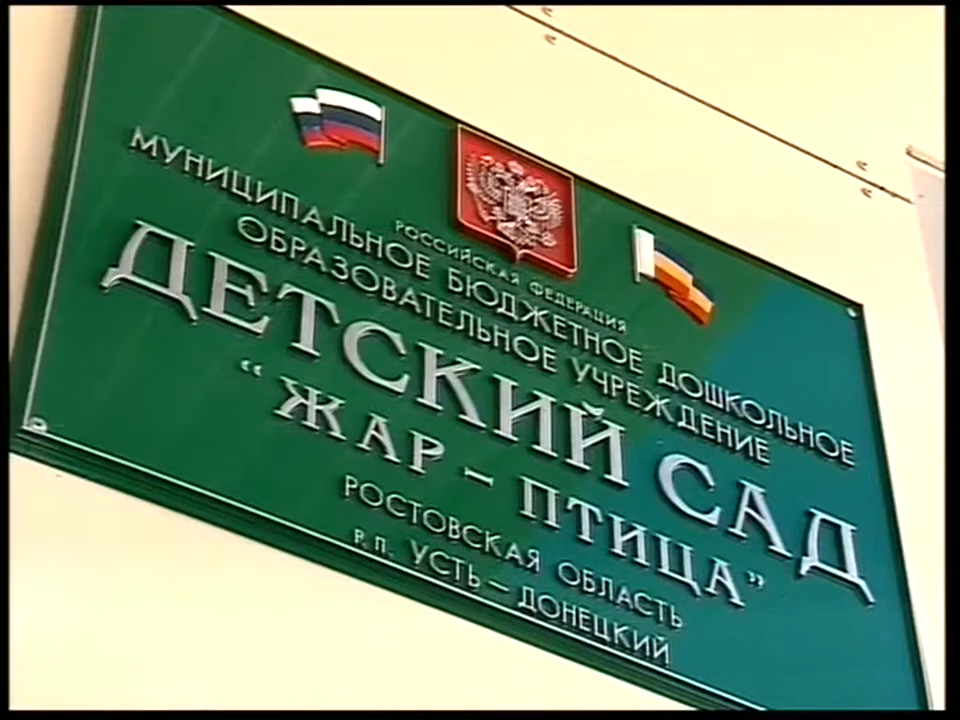 РОССИЙСКАЯ ФЕДЕРАЦИЯ
МУНИЦИПАЛЬНОЕ БЮДЖЕТНОЕ ДОШКОЛЬНОЕ
ОБРАЗОВАТЕЛЬНОЕ УЧРЕЖДЕНИЕ
ДЕТСКИЙ САД
“ЖАР – ПТИЦА”
РОСТОВСКАЯ ОБЛАСТЬ
Р.П. УСТЬ – ДОНЕЦКИЙ